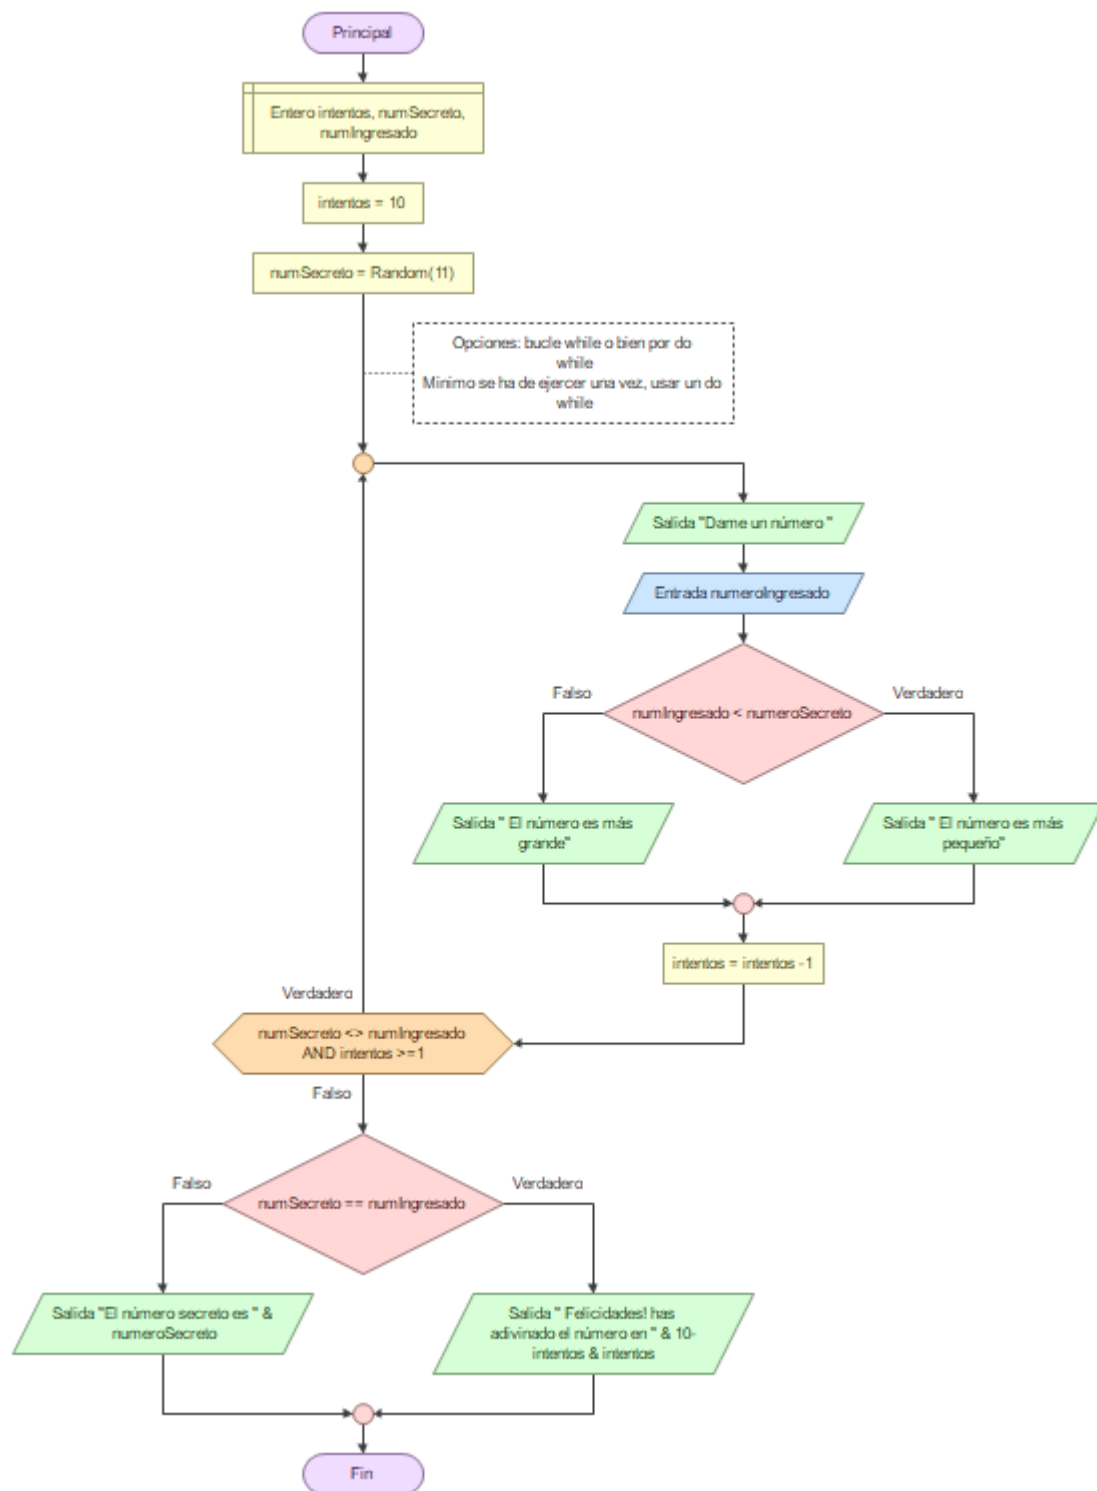 Principal
Entero intentos, numSecreto,
numIngresado
intentos = 10
numSecreto = Random(11)
Opciones: bucle while o bien por do
while
Minimo se ha de ejercer una vez, usar un do
while
Salida "Dame un número "
Entrada numeroIngresado
Falso
Verdadero
numIngresado < numeroSecreto
Salida " El número es más
grande"
Salida " El número es más
pequeño"
intentos = intentos -1
Verdadero
numSecreto <> numIngresado
AND intentos >=1
Falso
Falso
Verdadero
numSecreto == numIngresado
Salida "El número secreto es " &
numeroSecreto
Salida " Felicidades! has
adivinado el número en " & 10-
intentos & intentos
Fin